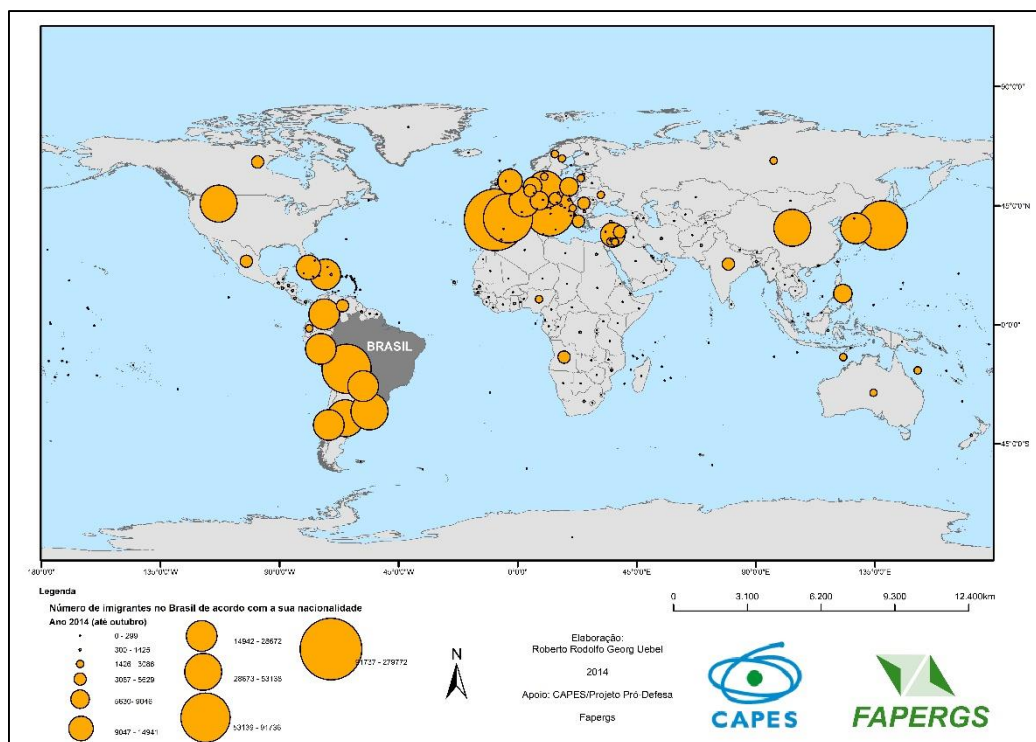 BRASIL
90°0'0"N
45°0'0"N
0°0'0"
45°0'0"S
180°0'0"W
135°0'0"W
90°0'0"W
45°0'0"W
0°0'0"
45°0'0"E
90°0'0"E
135°0'0"E
Legenda
Número de imigrantes no Brasil de acordo com a sua nacionalidade
Ano 2014 (até outubro)
0 - 299
300 - 1425
1426 - 3086
3087 - 5629
5630 - 9046
9047 - 14941
14942 - 28672
28673 - 53138
53139 - 91736
91737 - 279772
N
0 3.100 6.200 9.300 12.400km
Elaboração:
Roberto Rodolfo Georg Uebel
2014
Apoio: CAPES/Projeto Pró-Defesa
Fapergs
CAPES
FAPERGS